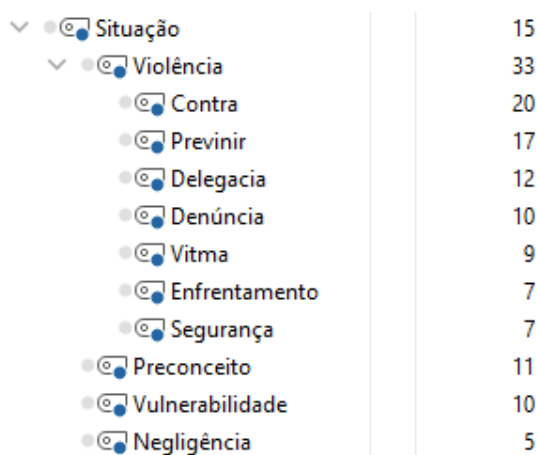 Situação 15
Violência 33
Contra 20
Previnir 17
Delegacia 12
Denúncia 10
Vitma 9
Enfrentamento 7
Segurança 7
Preconceito 11
Vulnerabilidade 10
Negligência 5